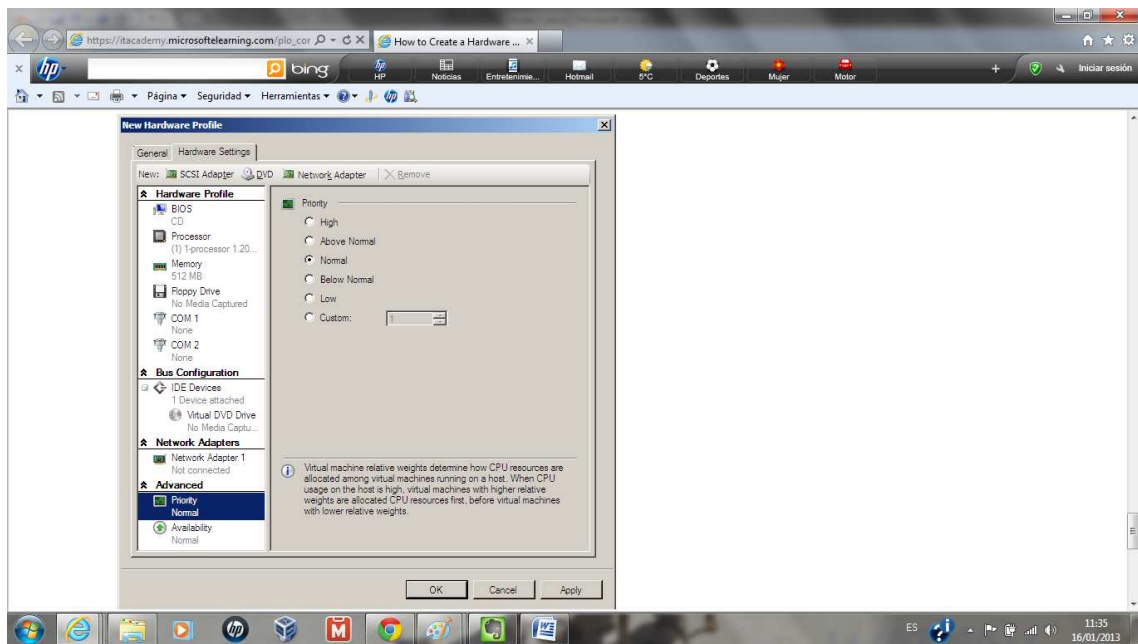 https://itacademy.microsoftelearning.com/plo_cor
How to Create a Hardware ...
hp
bing
HP
Noticias
Entretenimie...
Hotmail
5°C
Deportes
Mujer
Motor
Iniciar sesión
Página
Seguridad
Herramientas
New Hardware Profile
General
Hardware Settings
New:
SCSI Adapter
DVD
Network Adapter
Remove
Hardware Profile
BIOS
CD
Processor
(1) 1-processor 1.20...
Memory
512 MB
Floppy Drive
No Media Captured
COM 1
None
COM 2
None
Bus Configuration
IDE Devices
1 Device attached
Virtual DVD Drive
No Media Captu...
Network Adapters
Network Adapter 1
Not connected
Advanced
Priority
Normal
Availability
Normal
Priority
High
Above Normal
Normal
Below Normal
Low
Custom:
1
Virtual machine relative weights determine how CPU resources are
allocated among virtual machines running on a host. When CPU
usage on the host is high, virtual machines with higher relative
weights are allocated CPU resources first, before virtual machines
with lower relative weights.
OK
Cancel
Apply
ES
11:35
16/01/2013